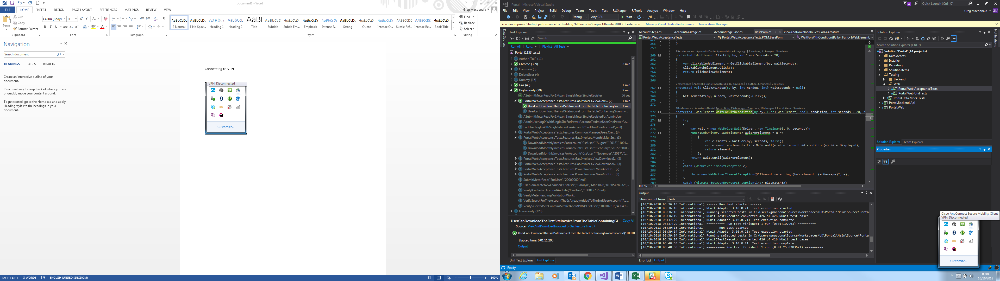 Document1 - Word
FILE HOME INSERT DESIGN PAGE LAYOUT REFERENCES MAILINGS REVIEW VIEW
Greg Macdonald
Paste
Cut
Copy
Format Painter
Clipboard
Calibri (Body) 11
Font
Paragraph
¶ Normal
¶ No Spac...
Heading 1
Heading 2
Title
Subtitle
Subtle Em...
Emphasis
Intense E...
Strong
Quote
Intense Q...
Subtle Ref...
Intense Re...
Book Title
Styles
Find
Replace
Select
Editing
Navigation
Search document
HEADINGS PAGES RESULTS
Create an interactive outline of your
document.
It's a great way to keep track of where you are
or quickly move your content around.
To get started, go to the Home tab and apply
Heading styles to the headings in your
document.
Connecting to VPN
VPN: Disconnected
Customize...
PAGE 1 OF 1 3 WORDS ENGLISH (UNITED KINGDOM)
100%
Portal - Microsoft Visual Studio
4
Quick Launch (Ctrl+Q)
File Edit View Project Build Debug Team Tools Test ReSharper R Tools Analyze Window Help
Greg Macdonald GM
Debug Any CPU Start
You can improve 'Startup' performance by disabling 'JetBrains ReSharper Ultimate 2018.2.3' extension. Manage Visual Studio Performance Never show this again
Data Sources
Test Explorer
Search
Run All | Run... | Playlist : All Tests
Portal (1153 tests)
Author [Toli] (11)
Chrome (399) 2 min
Common (3)
DeleteUser (4)
Dummy (15)
Gas (49) 1 min
HighPriority (29) 2 min
ASubmitMeterReadFor1Mpan_SingleMeterSingleRegister 56 sec
Portal.Web.AcceptanceTests.Features.Gas.Invoices.ViewDow... (2) 1 min
UserCanDownloadTheFirstSiteInvoiceFromTheTableContainingGiv... 1 min
UserCanDownloadTheFirstSiteInvoiceFromTheTableContainingGivenInv...
ASubmitMeterReadFor1Mpan_SingleMeterSingleRegisterForAdminUser
AdminUserLogInWithSingleSiteForPowerAccount("AdminUserOnePowerAc...
EndUserLogInWithSingleSiteForGasAccount("EndUserOneAccount",null)
Portal.Web.AcceptanceTests.Features.Common.ManageUsers.Cre... (3)
Portal.Web.AcceptanceTests.Features.Gas.Invoices.MonthlyMultiIn... (3)
DownloadMonthlyInvoicesForAccount("CsaUser","August","2018","1001...
DownloadMonthlyInvoicesForAccount("CsaUser","February","2015","100...
DownloadMonthlyInvoicesForAccount("CsaUser","November","2017","1...
Portal.Web.AcceptanceTests.Features.Gas.Invoices.ViewDownloadI... (3)
Portal.Web.AcceptanceTests.Features.Gas.Invoices.ViewDownloadI... (3)
Portal.Web.AcceptanceTests.Features.Power.Invoices.ViewAndDo... (2)
Portal.Web.AcceptanceTests.Features.Power.Invoices.ViewAndDo... (3)
SubmitMeterRead("EndUser","20000000",null)
UserCanCreateNewCsaUser("CsaUser","Carolyn","MarShall","01365478932",...
VerifyICanSelectAccountAndSite("CsaUser","10001273",null)
VerifyMeterReadingsValidationWorks
VerifySearchForTheAccountThatIsAlreadyAddedToTheEndUserAccount("Ad...
VerifySelectedSiteContainsSiteRefAndMPRN("CsaUser","10010731","40049...
LowPriority (128)
UserCanDownloadTheFirstSiteInvoiceFromTheTableContainingGi... Copy All
Source: ViewAndDownloadInvoicesForGas.feature line 37
UserCanDownloadTheFirstSiteInvoiceFromTheTableContainingGivenInvoiceId("10010
Elapsed time: 0:01:11.205
Output
Unit Test Explorer Test Explorer
AccountSteps.cs AccountGasPage.cs AccountPageBase.cs BasePom.cs ViewAndDownloadIn...cesForGas.feature
Portal.Web.AcceptanceTests Portal.Web.AcceptanceTests.POM.BasePom WaitForWithCondition(By by, Func<IWebElement,
258 }
259
99+ references | Apostolis Daniel Apostolidis, 41 days ago | 2 authors, 4 changes | 3 reviews
260 protected IWebElement Click(By by, int? waitSeconds = 20)
261 {
262 var clickableWebElement = GetClickableElement(by, waitSeconds);
263 clickableWebElement.Click();
264 return clickableWebElement;
265 }
266
2 references | Apostolis Daniel Apostolidis, 89 days ago | 1 author, 3 changes | 2 reviews
267 protected void ClickAtIndex(By by, int nIndex, int? waitSeconds = null)
268 {
269 GetElementAt(by, nIndex, waitSeconds).Click();
270 }
271
10 references | Apostolis Daniel Apostolidis, 15 days ago | 2 authors, 10 changes | 1 work item | 3 reviews
272 protected IWebElement WaitForWithCondition(By by, Func<IWebElement, bool> condition, int seconds = 20, b
273 {
274 try
275 {
276 var wait = new WebDriverWait(Driver, new TimeSpan(0, 0, seconds));
277 Func<IWebDriver, IWebElement> waitForElement = x =>
278 {
279 var elements = WaitFor(by, seconds, false);
280 var element = elements.FirstOrDefault(e => e != null && condition(e) && e.Displayed);
281 return element;
282 };
283 return wait.Until(waitForElement);
284 }
285 catch (WebDriverTimeoutException e)
286 {
287 throw new WebDriverTimeoutException($"Timeout selecting {by} element. {e.Message}", e);
288 }
289 catch (MismatchBetweenBrowsersException<int> missmatchEx)
100 %
Output
Show output from: Tests
[10/10/2018 08:36:18 Informational] ------ Run test started ------
[10/10/2018 08:36:18 Informational] NUnit Adapter 3.10.0.21: Test execution started
[10/10/2018 08:36:18 Informational] Running selected tests in C:\Users\gmacdona\Source\Workspaces\UK\Portal\Main\Source\Porta
[10/10/2018 08:36:19 Informational] NUnit3TestExecutor converted 426 of 426 NUnit test cases
[10/10/2018 08:37:29 Informational] NUnit Adapter 3.10.0.21: Test execution complete
[10/10/2018 08:37:29 Informational] ========== Run test finished: 1 run (0:01:10.903) ==========
[10/10/2018 08:39:13 Informational] ------ Run test started ------
[10/10/2018 08:39:14 Informational] NUnit Adapter 3.10.0.21: Test execution started
[10/10/2018 08:39:14 Informational] Running selected tests in C:\Users\gmacdona\Source\Workspaces\UK\Portal\Main\Source\Porta
[10/10/2018 08:39:14 Informational] NUnit3TestExecutor converted 426 of 426 NUnit test cases
[10/10/2018 08:40:38 Informational] NUnit Adapter 3.10.0.21: Test execution complete
[10/10/2018 08:40:38 Informational] ========== Run test finished: 1 run (0:01:25.0283671) ==========
Error List Output
Solution Explorer
Search Solution Explorer (Ctrl+;)
Solution 'Portal' (14 projects)
Data.Access
Installer
Reporting
Solution Items
Testing
Backend
Web
Portal.Web.AcceptanceTests
Portal.Web.UnitTests
Portal.Data.Mock.Tests
Portal.Backend.Api
Portal.Web
Solution Explorer Team Explorer
Properties
Notifications
Cisco AnyConnect Secure Mobility Client
VPN: Disconnected
Customize...
Ready
EN
09:04
10/10/2018